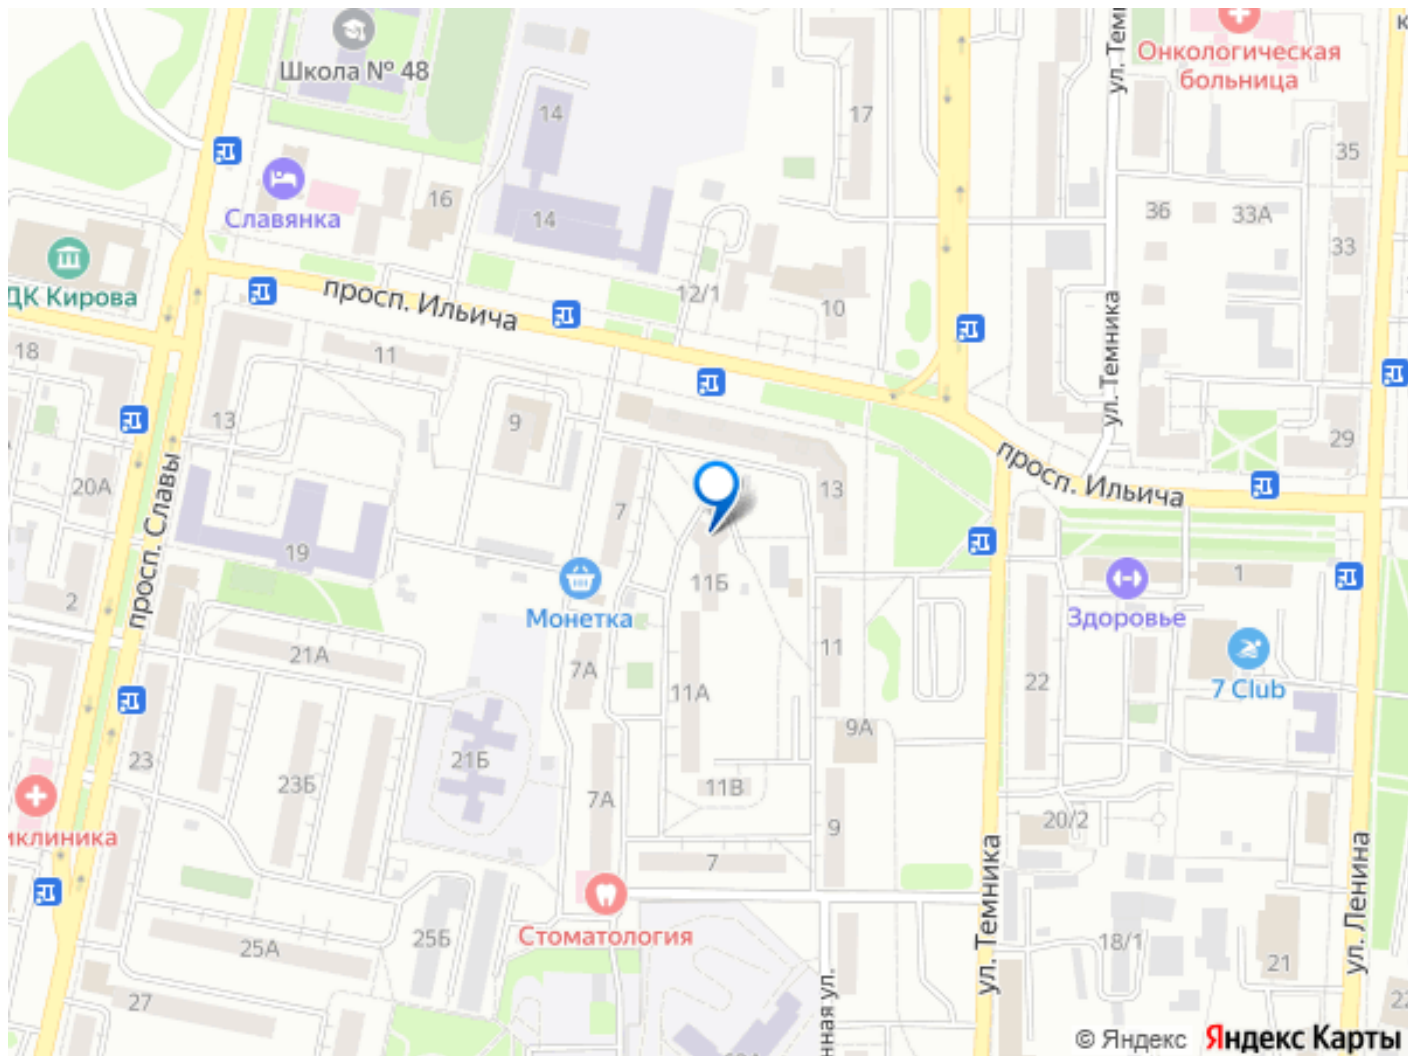 Школа № 48
Онкологическая
больница
ул. Темника
14
17
35
16
Славянка
14
36
33А
33
ДК Кирова
просп. Ильича
12/1
10
ул. Темника
18
11
13
9
29
20А
просп. Славы
7
13
просп. Ильича
19
11Б
1
2
Монетка
Здоровье
21А
7А
11
22
7 Club
11А
23
21Б
9А
23Б
7А
11В
9
20/2
7
ул. Темника
ул. Ленина
Стоматология
25А
25Б
18/1
21
27
© Яндекс Яндекс Карты